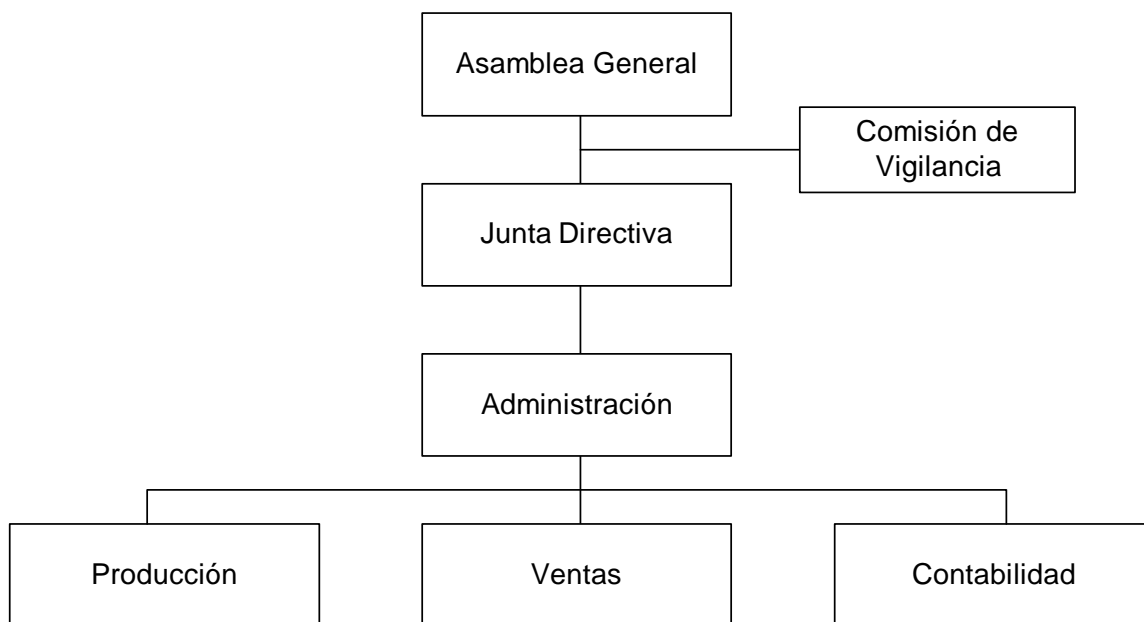 Asamblea General
Comisión de
Vigilancia
Junta Directiva
Administración
Producción
Ventas
Contabilidad